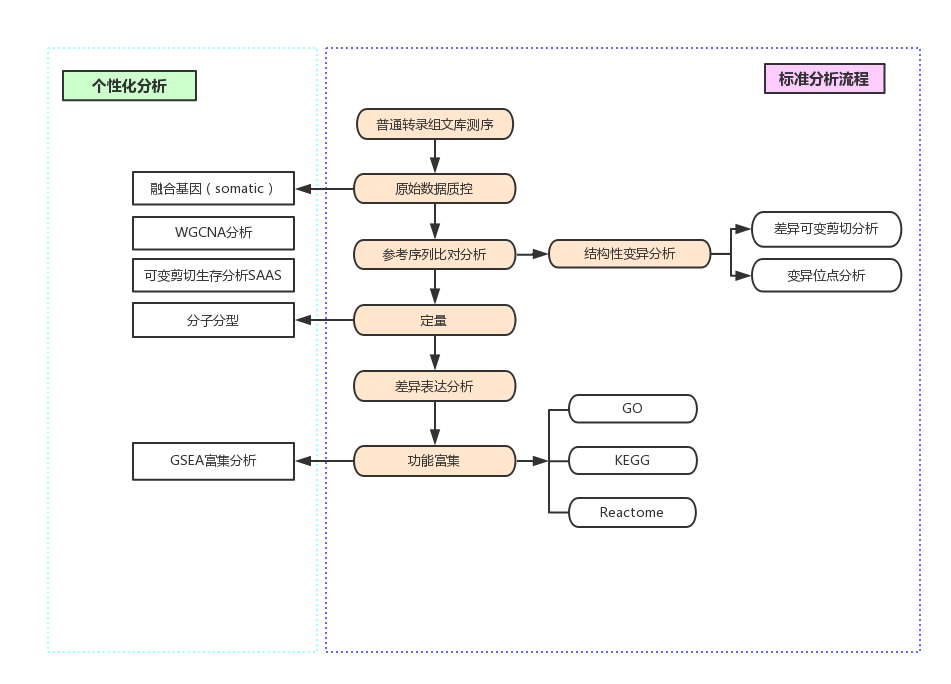 个性化分析
标准分析流程
普通转录组文库测序
融合基因（somatic）
原始数据质控
WGCNA分析
差异可变剪切分析
参考序列比对分析
结构性变异分析
可变剪切生存分析SAAS
变异位点分析
分子分型
定量
差异表达分析
GO
GSEA富集分析
功能富集
KEGG
Reactome